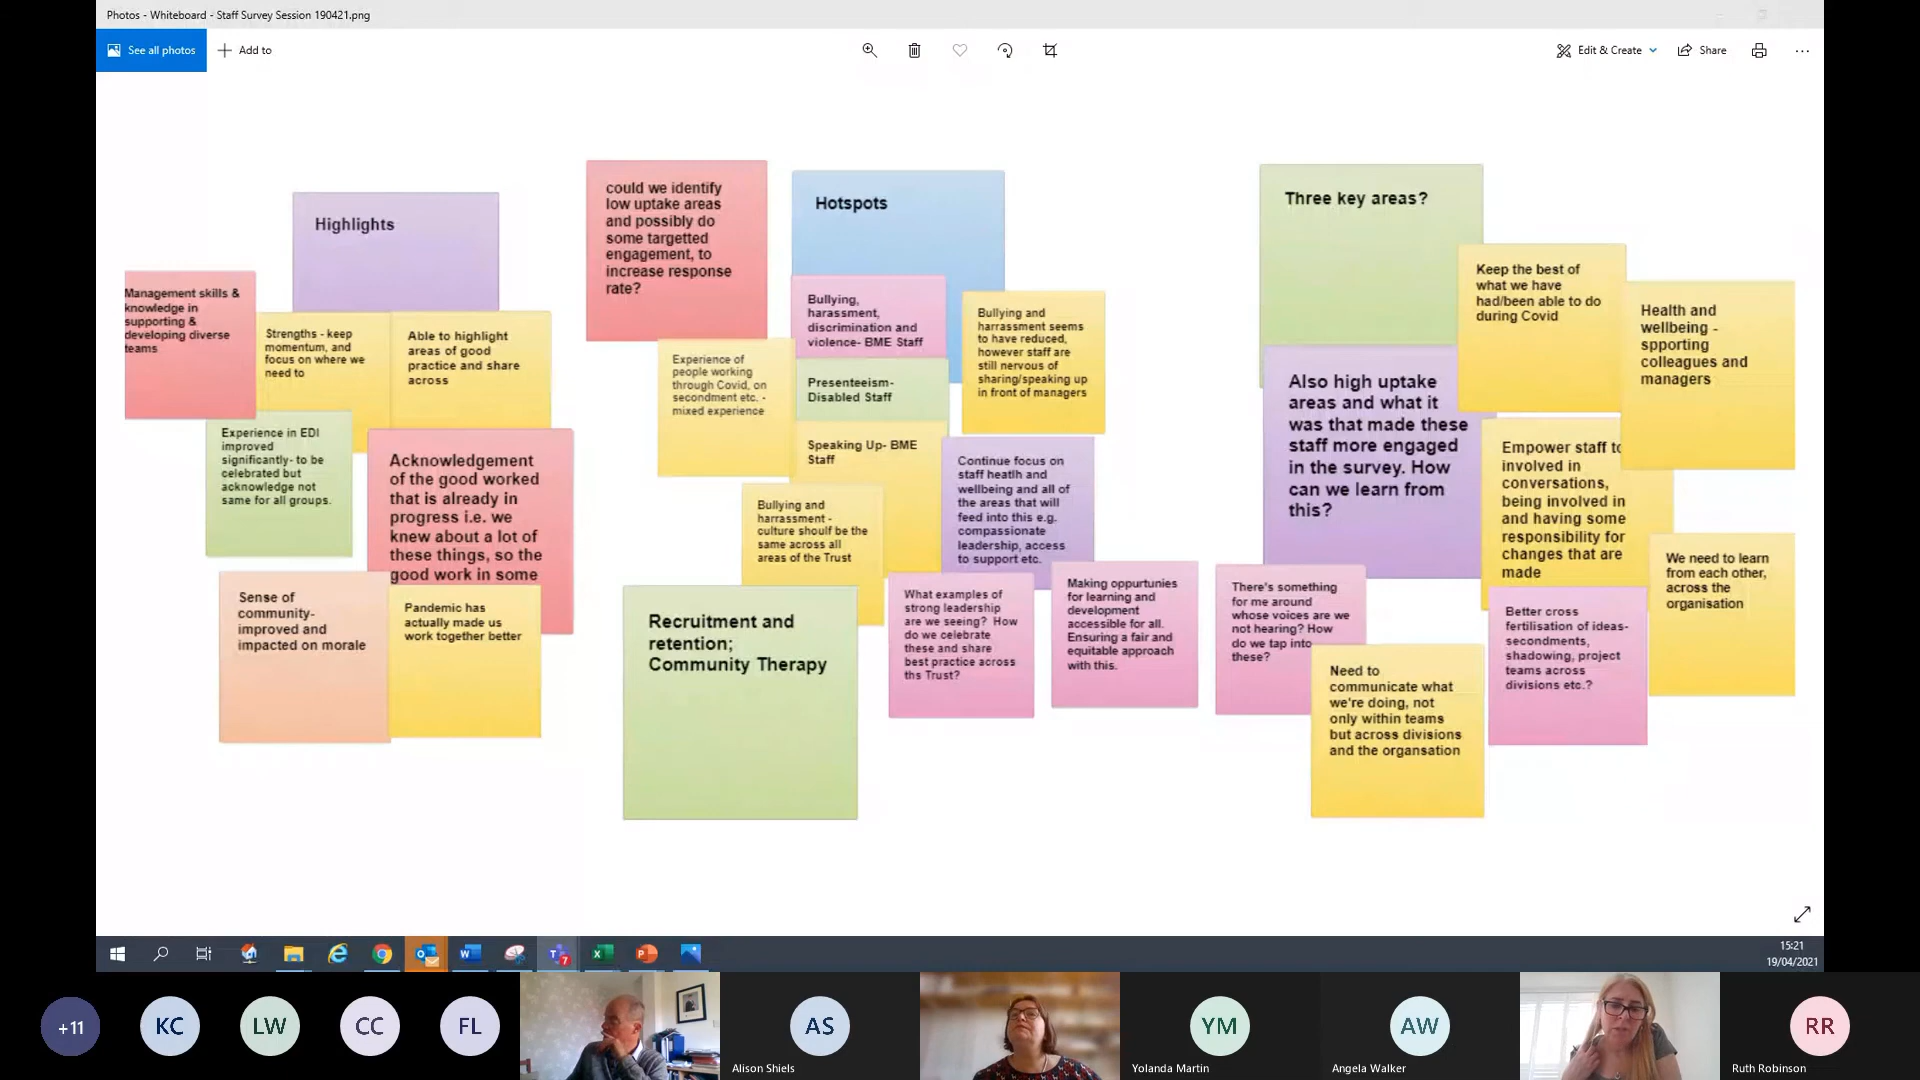 Photos - Whiteboard - Staff Survey Session 190421.png
See all photos
Add to
Edit & Create
Share
Highlights
Management skills &
knowledge in
supporting &
developing diverse
teams
Strengths - keep
momentum, and
focus on where we
need to
Able to highlight
areas of good
practice and share
across
Experience in EDI
improved
significantly- to be
celebrated but
acknowledge not
same for all groups.
Acknowledgement
of the good worked
that is already in
progress i.e. we
knew about a lot of
these things, so the
good work in some
Sense of
community-
improved and
impacted on morale
Pandemic has
actually made us
work together better
could we identify
low uptake areas
and possibly do
some targetted
engagement, to
increase response
rate?
Hotspots
Bullying,
harassment,
discrimination and
violence- BME Staff
Bullying and
harrassment seems
to have reduced,
however staff are
still nervous of
sharing/speaking up
in front of managers
Experience of
people working
through Covid, on
secondment etc. -
mixed experience
Presenteeism-
Disabled Staff
Speaking Up- BME
Staff
Continue focus on
staff heatlh and
wellbeing and all of
the areas that will
feed into this e.g.
compassionate
leadership, access
to support etc.
Bullying and
harrassment -
culture shoulf be the
same across all
areas of the Trust
Recruitment and
retention;
Community Therapy
What examples of
strong leadership
are we seeing? How
do we celebrate
these and share
best practice across
ths Trust?
Making opportunies
for learning and
development
accessible for all.
Ensuring a fair and
equitable approach
with this.
Three key areas?
Keep the best of
what we have
had/been able to do
during Covid
Health and
wellbeing -
spporting
colleagues and
managers
Also high uptake
areas and what it
was that made these
staff more engaged
in the survey. How
can we learn from
this?
Empower staff to
involved in
conversations,
being involved in
and having some
responsibility for
changes that are
made
We need to learn
from each other,
across the
organisation
There's something
for me around
whose voices are we
not hearing? How
do we tap into
these?
Need to
communicate what
we're doing, not
only within teams
but across divisions
and the organsation
Better cross
fertilisation of ideas-
secondments,
shadowing, project
teams across
divisions etc.?
15:21
19/04/2021
+11
KC
LW
CC
FL
AS
Alison Shiels
YM
Yolanda Martin
AW
Angela Walker
RR
Ruth Robinson